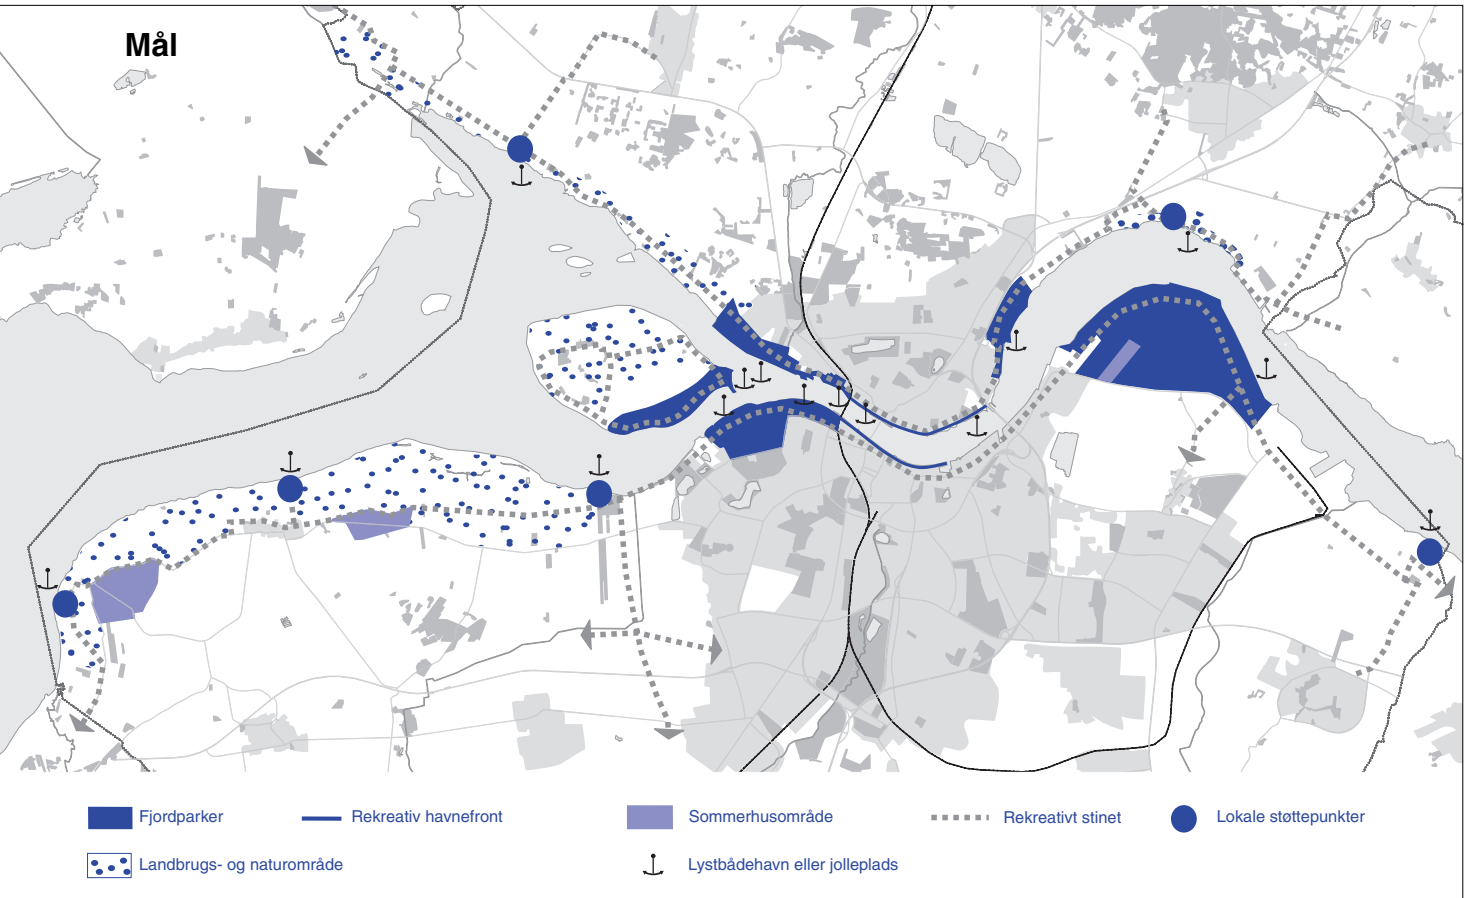 Mål
Fjordparker
Rekreativ havnefront
Sommerhusområde
Rekreativt stinet
Lokale støttepunkter
Landbrugs- og naturområde
Lystbådehavn eller jolleplads